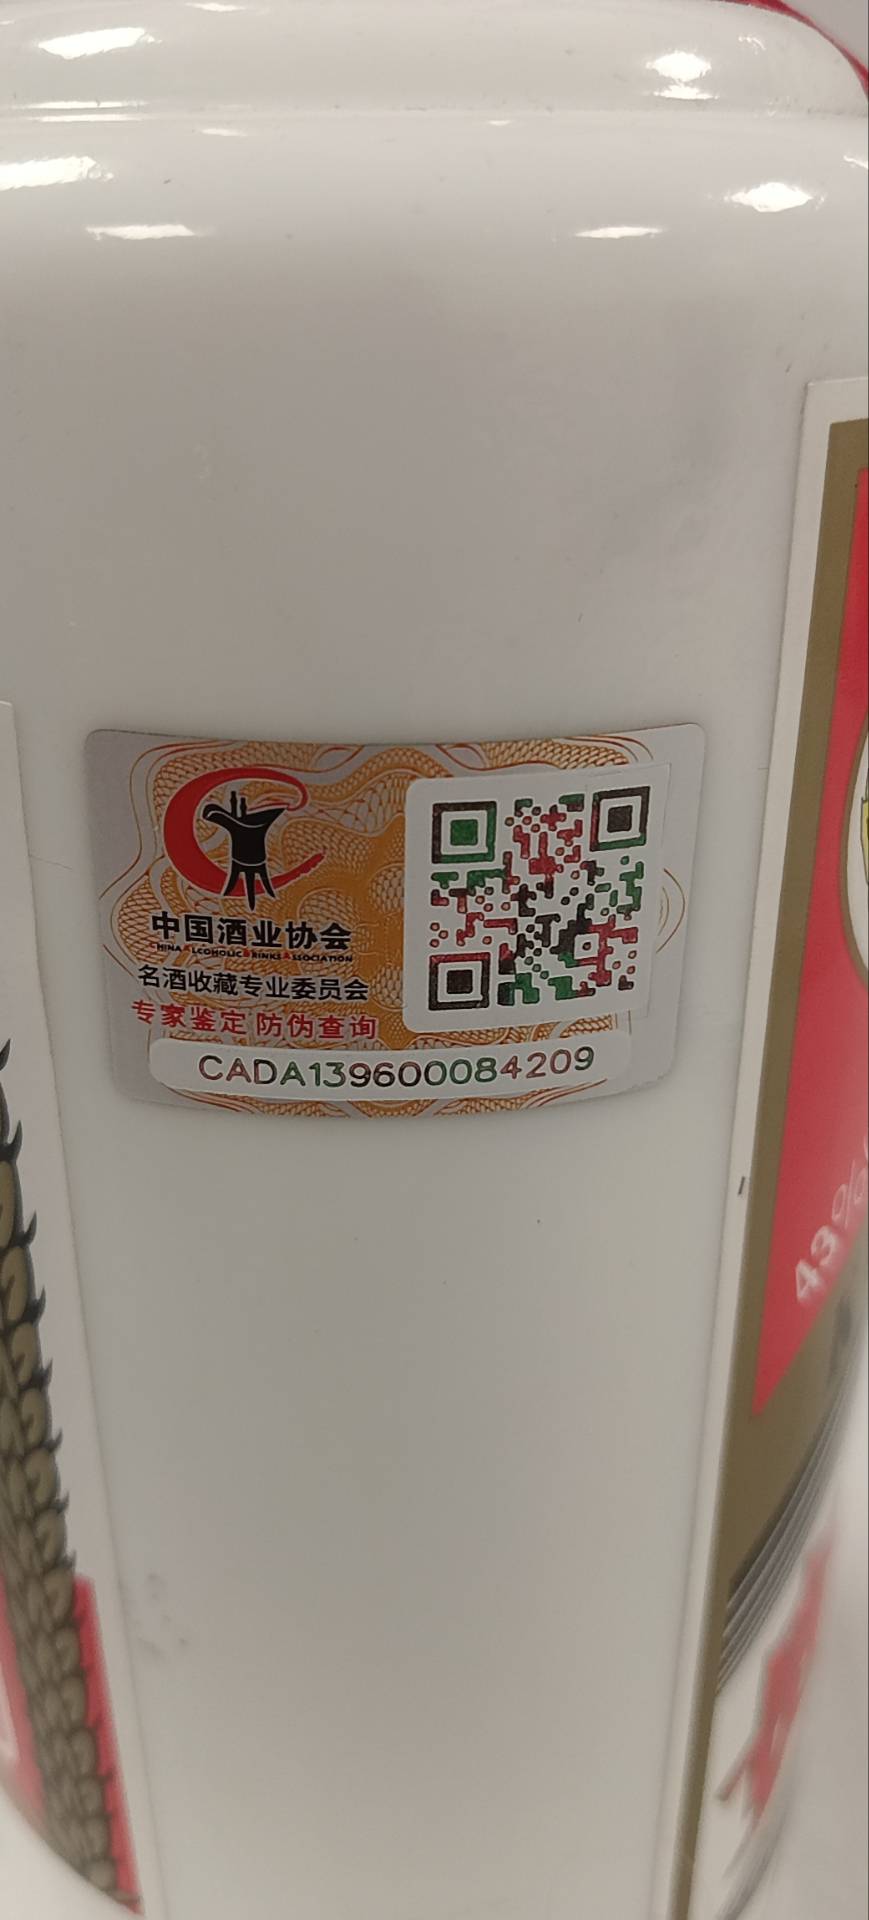 中国酒业协会
CHINA ALCOHOLIC DRINKS ASSOCIATION
名酒收藏专业委员会
专家鉴定 防伪查询
CADA139600084209
43%